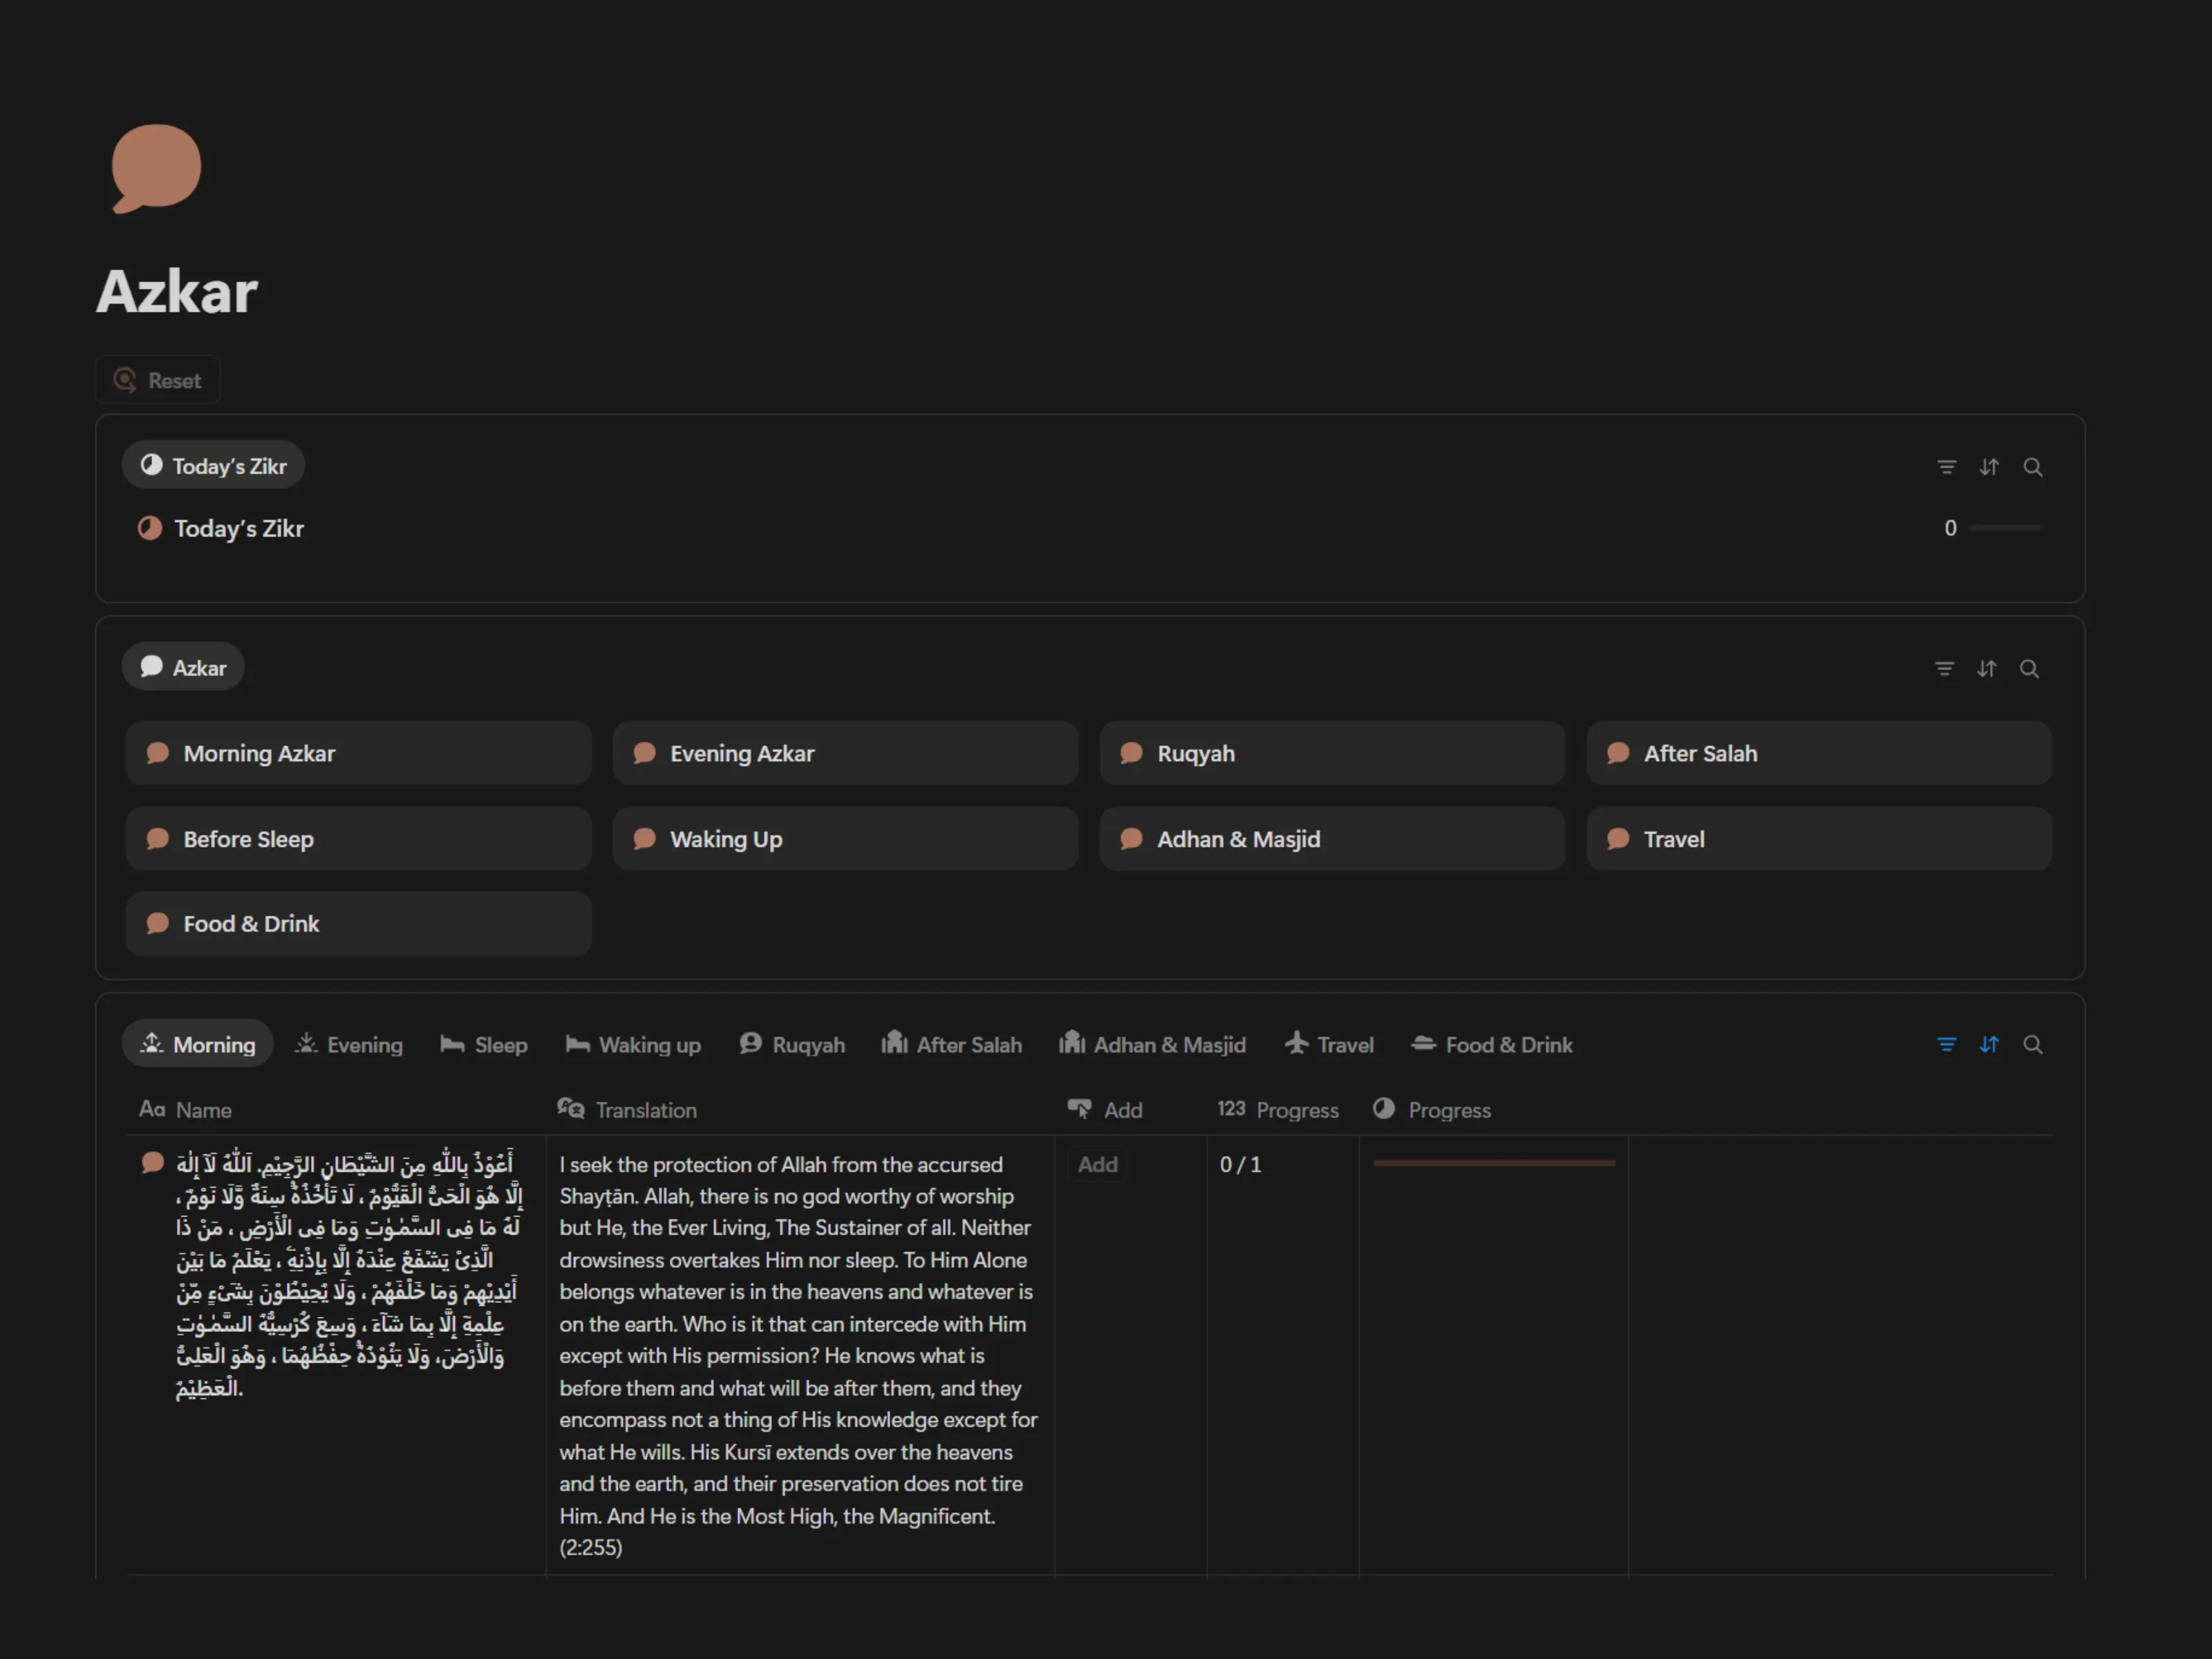 Azkar
Reset
Today's Zikr
Today's Zikr
0
Azkar
Morning Azkar
Evening Azkar
Ruqyah
After Salah
Before Sleep
Waking Up
Adhan & Masjid
Travel
Food & Drink
Morning
Evening
Sleep
Waking up
Ruqyah
After Salah
Adhan & Masjid
Travel
Food & Drink
Aa Name
Translation
Add
123 Progress
Progress
أَعُوْذُ بِاللّٰهِ مِنَ الشَّيْطَانِ الرَّجِيْمِ. اَللّٰهُ لَآ إِلٰهَ
إِلَّا هُوَ الْحَىُّ الْقَيُّوْمُ ، لَا تَأْخُذُهٗ سِنَةٌ وَّلَا نَوْمٌ ،
لَهٗ مَا فِى السَّمٰوٰتِ وَمَا فِى الْأَرْضِ ، مَنْ ذَا
الَّذِىْ يَشْفَعُ عِنْدَهٗ إِلَّا بِإِذْنِهٖ ، يَعْلَمُ مَا بَيْنَ
أَيْدِيْهِمْ وَمَا خَلْفَهُمْ ، وَلَا يُحِيْطُوْنَ بِشَىْءٍ مِّنْ
عِلْمِهٖ إِلَّا بِمَا شَآءَ ، وَسِعَ كُرْسِيُّهُ السَّمٰوٰتِ
وَالْأَرْضَ، وَلَا يَئُوْدُهٗ حِفْظُهُمَا ، وَهُوَ الْعَلِىُّ
الْعَظِيْمُ.
I seek the protection of Allah from the accursed
Shayṭān. Allah, there is no god worthy of worship
but He, the Ever Living, The Sustainer of all. Neither
drowsiness overtakes Him nor sleep. To Him Alone
belongs whatever is in the heavens and whatever is
on the earth. Who is it that can intercede with Him
except with His permission? He knows what is
before them and what will be after them, and they
encompass not a thing of His knowledge except for
what He wills. His Kursī extends over the heavens
and the earth, and their preservation does not tire
Him. And He is the Most High, the Magnificent.
(2:255)
Add
0 / 1